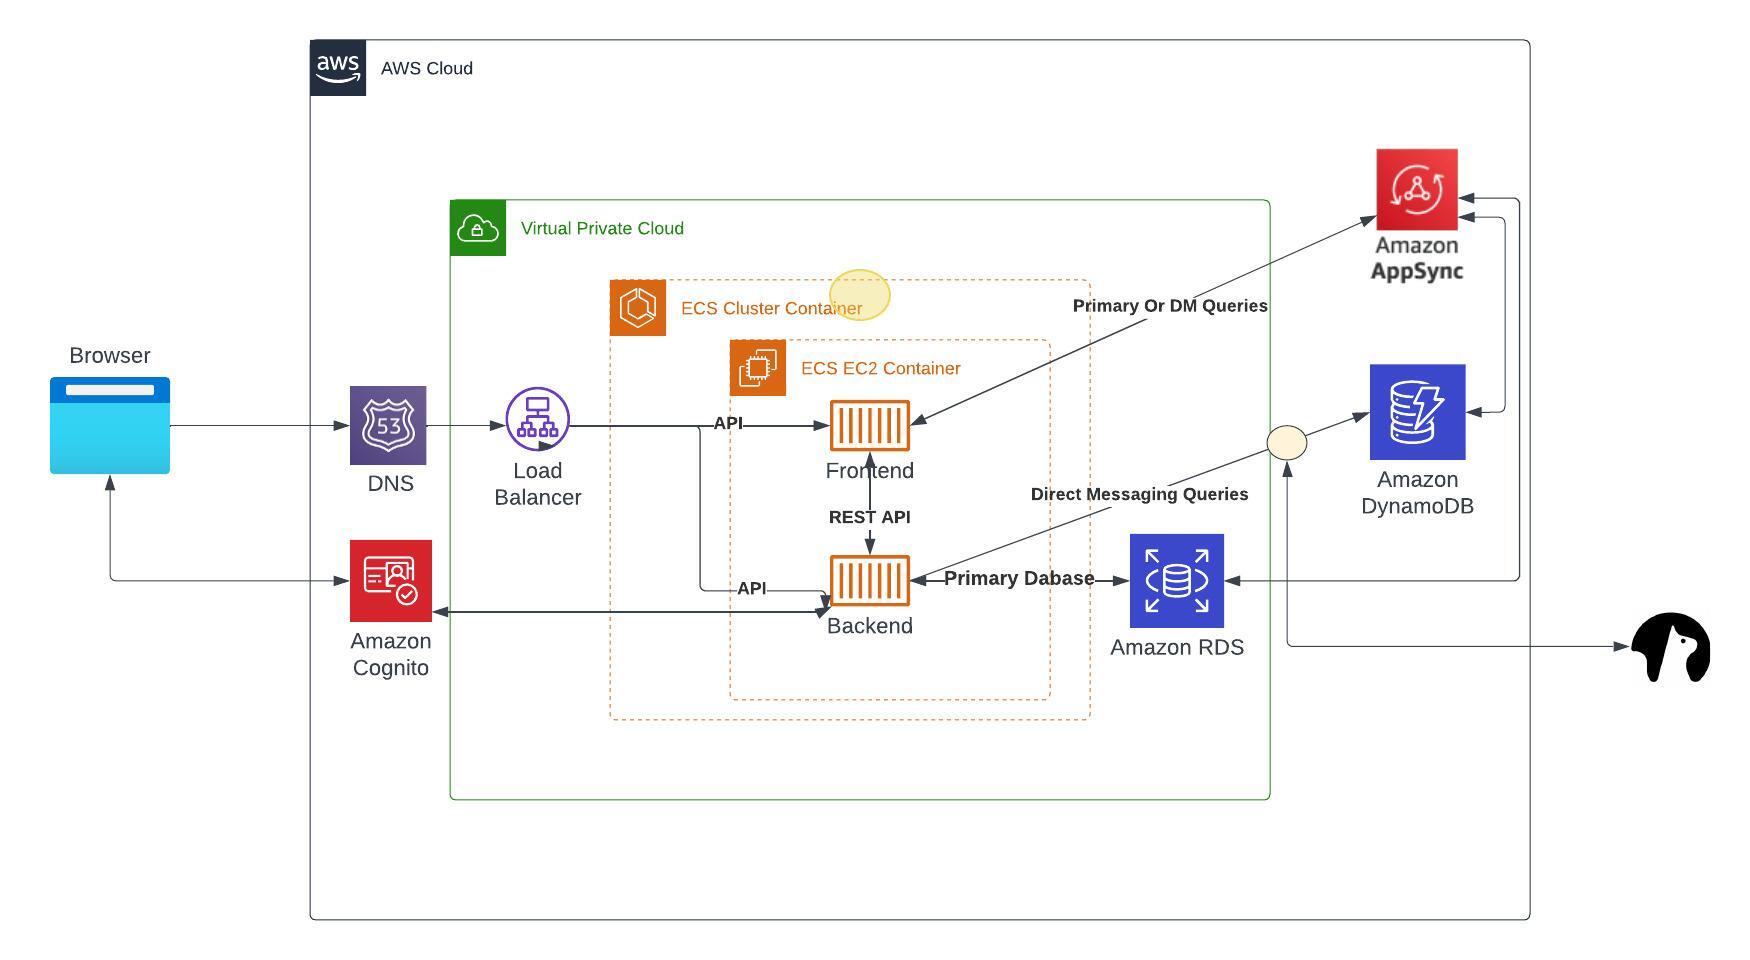 aws
AWS Cloud
Amazon
AppSync
Virtual Private Cloud
ECS Cluster Container
Primary Or DM Queries
Browser
ECS EC2 Container
53
API
DNS
Load
Balancer
Frontend
Amazon
DynamoDB
Direct Messaging Queries
REST API
Primary Dabase
API
Backend
Amazon
Cognito
Amazon RDS